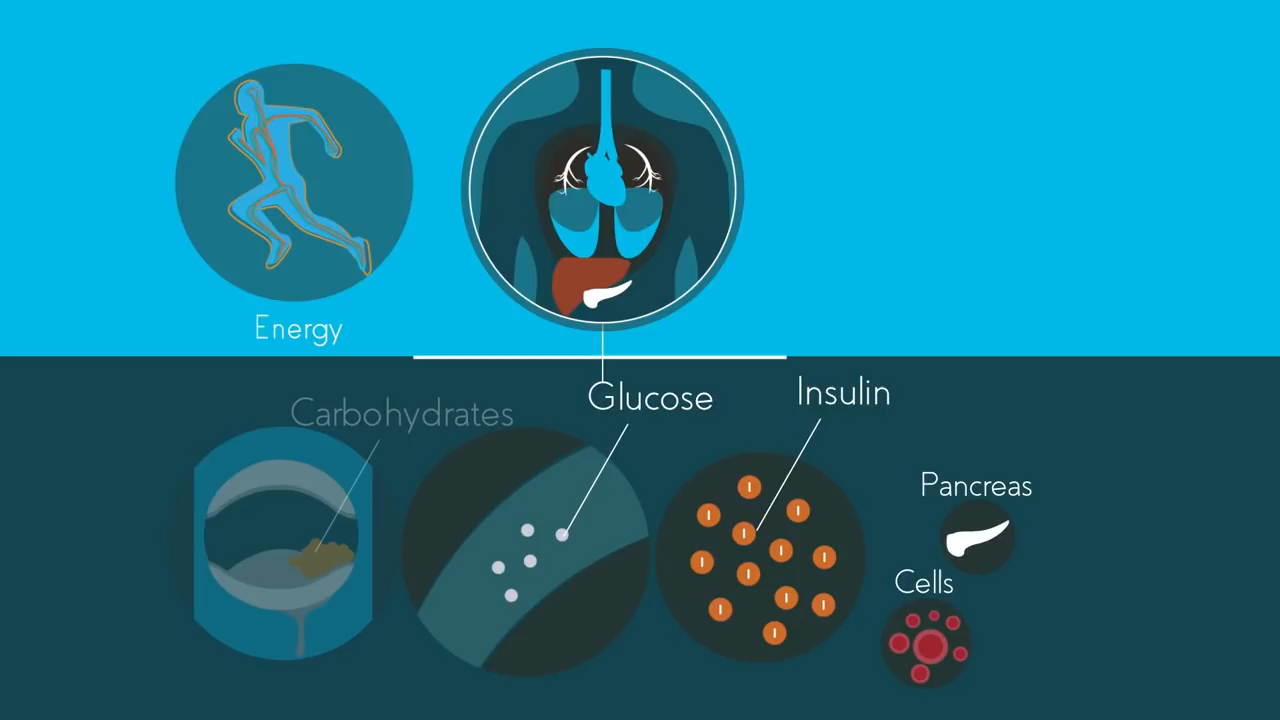 Energy
Carbohydrates
Glucose
Insulin
Pancreas
Cells